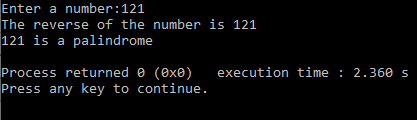 Enter a number:121
The reverse of the number is 121
121 is a palindrome
Process returned 0 (0x0)   execution time : 2.360 s
Press any key to continue.